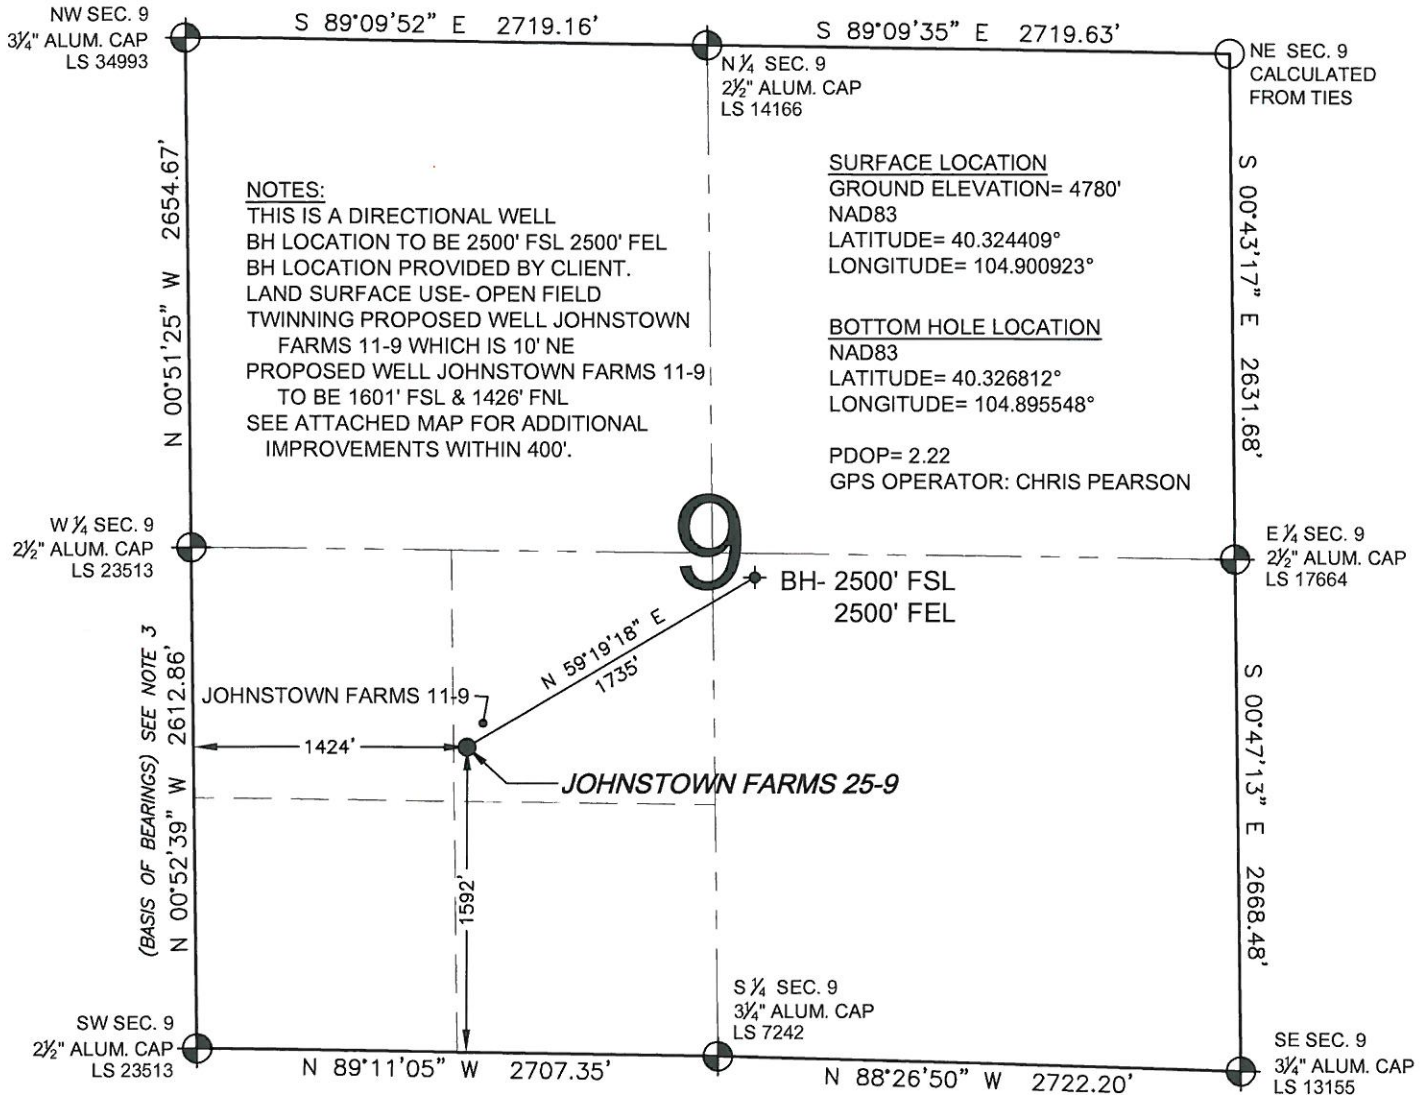 NW SEC. 9
3¼" ALUM. CAP
LS 34993
S 89°09'52" E 2719.16'
S 89°09'35" E 2719.63'
N ¼ SEC. 9
2½" ALUM. CAP
LS 14166
NE SEC. 9
CALCULATED
FROM TIES
N 00°51'25" W 2654.67'
NOTES:
THIS IS A DIRECTIONAL WELL
BH LOCATION TO BE 2500' FSL 2500' FEL
BH LOCATION PROVIDED BY CLIENT.
LAND SURFACE USE- OPEN FIELD
TWINNING PROPOSED WELL JOHNSTOWN
FARMS 11-9 WHICH IS 10' NE
PROPOSED WELL JOHNSTOWN FARMS 11-9
TO BE 1601' FSL & 1426' FNL
SEE ATTACHED MAP FOR ADDITIONAL
IMPROVEMENTS WITHIN 400'.
SURFACE LOCATION
GROUND ELEVATION= 4780'
NAD83
LATITUDE= 40.324409°
LONGITUDE= 104.900923°
BOTTOM HOLE LOCATION
NAD83
LATITUDE= 40.326812°
LONGITUDE= 104.895548°
PDOP= 2.22
GPS OPERATOR: CHRIS PEARSON
S 00°43'17" E 2631.68'
W ¼ SEC. 9
2½" ALUM. CAP
LS 23513
9
E ¼ SEC. 9
2½" ALUM. CAP
LS 17664
BH- 2500' FSL
2500' FEL
N 59°19'18" E
1735'
JOHNSTOWN FARMS 11-9
1424'
JOHNSTOWN FARMS 25-9
1592'
(BASIS OF BEARINGS) SEE NOTE 3
N 00°52'39" W 2612.86'
S 00°47'13" E 2668.48'
SW SEC. 9
2½" ALUM. CAP
LS 23513
N 89°11'05" W 2707.35'
S ¼ SEC. 9
3¼" ALUM. CAP
LS 7242
N 88°26'50" W 2722.20'
SE SEC. 9
3¼" ALUM. CAP
LS 13155